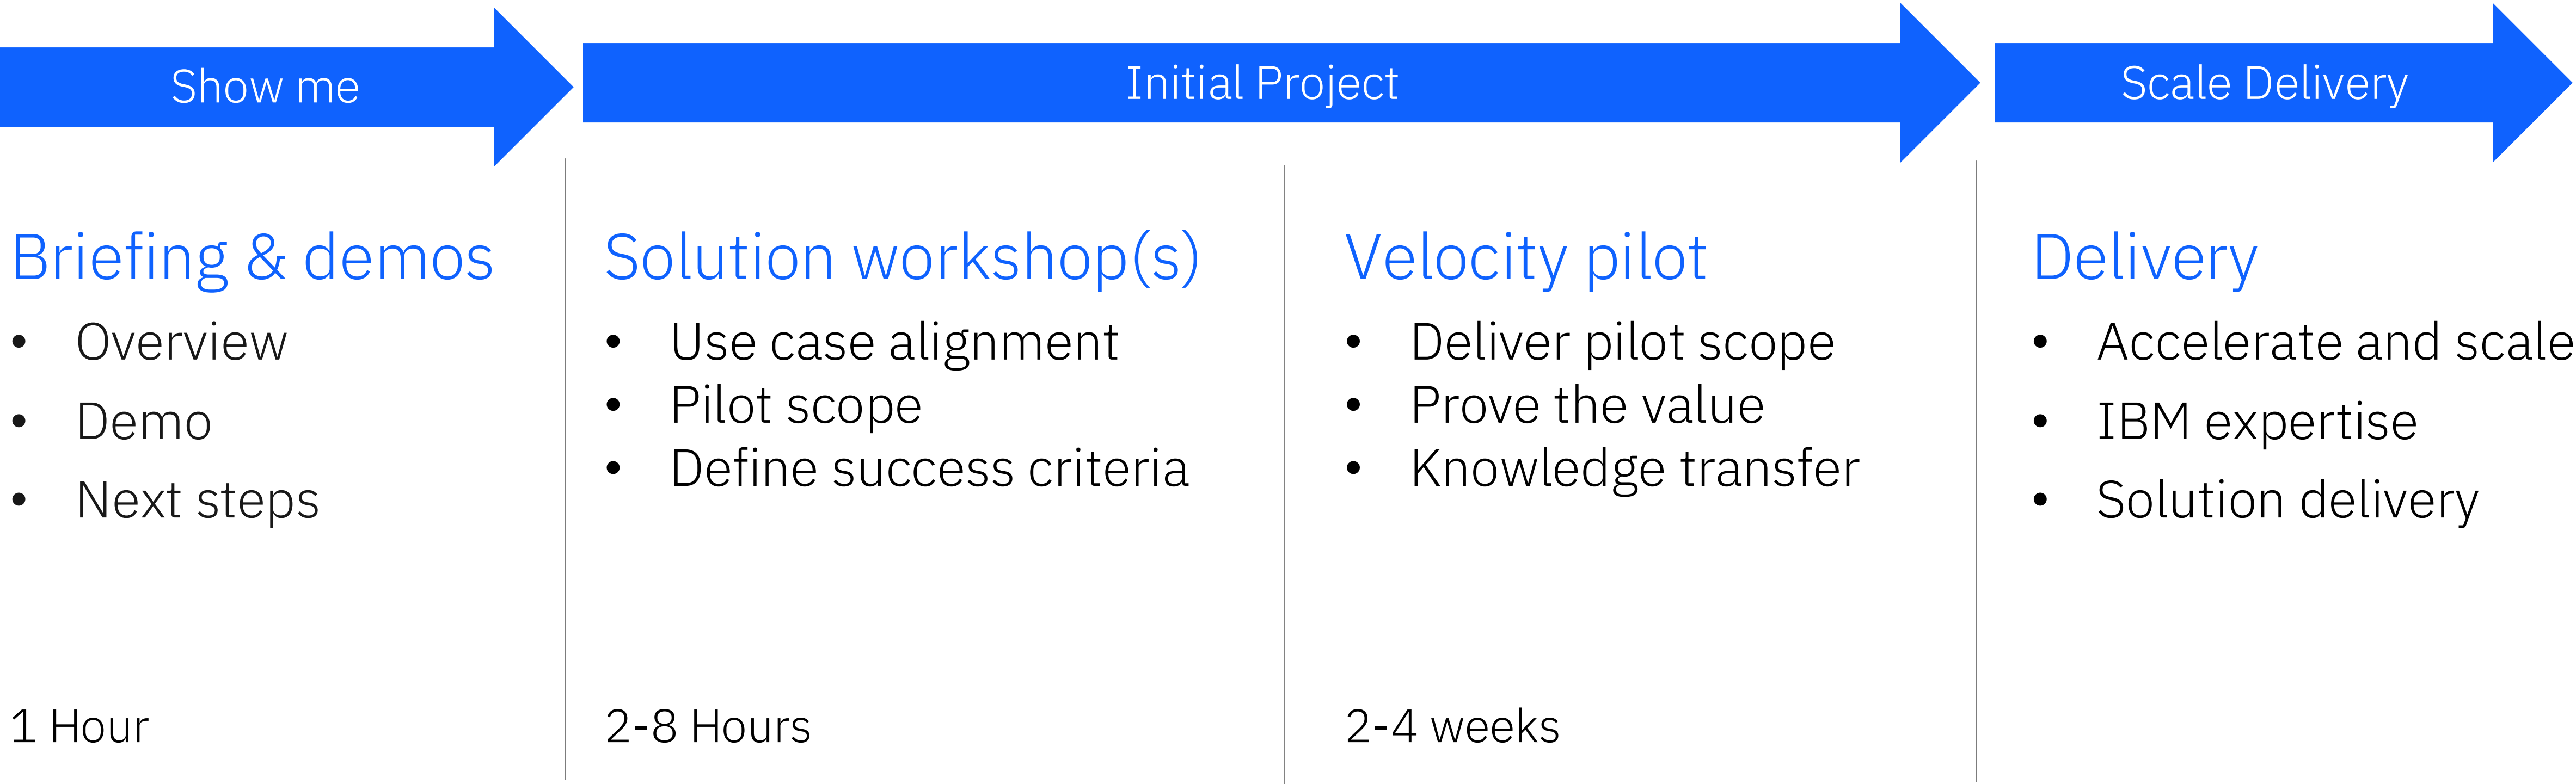 Show me
Initial Project
Scale Delivery
Briefing & demos
• Overview
• Demo
• Next steps
1 Hour
Solution workshop(s)
• Use case alignment
• Pilot scope
• Define success criteria
2-8 Hours
Velocity pilot
• Deliver pilot scope
• Prove the value
• Knowledge transfer
2-4 weeks
Delivery
• Accelerate and scale
• IBM expertise
• Solution delivery